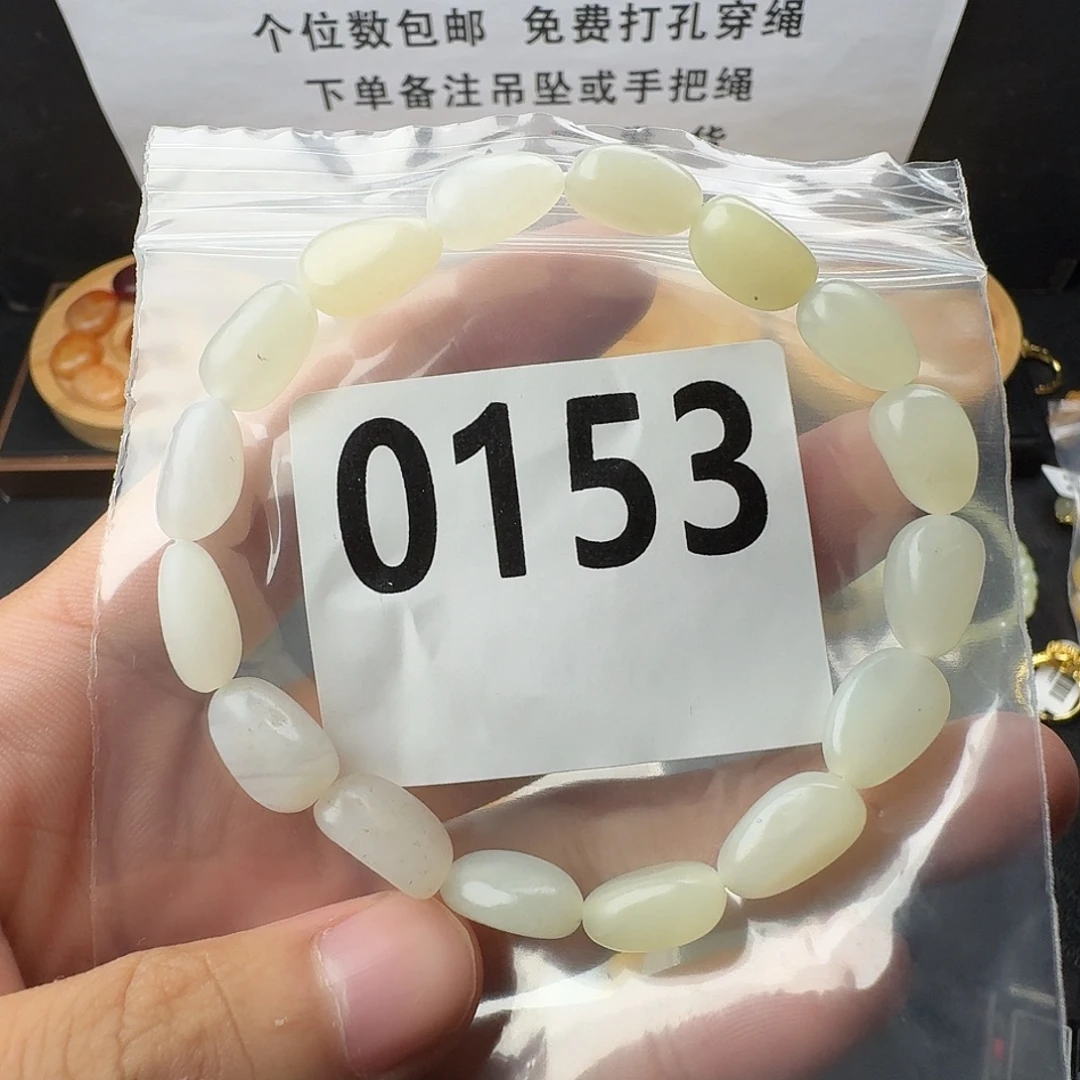 个位数包邮 免费打孔穿绳
下单备注吊坠或手把绳
货
0153